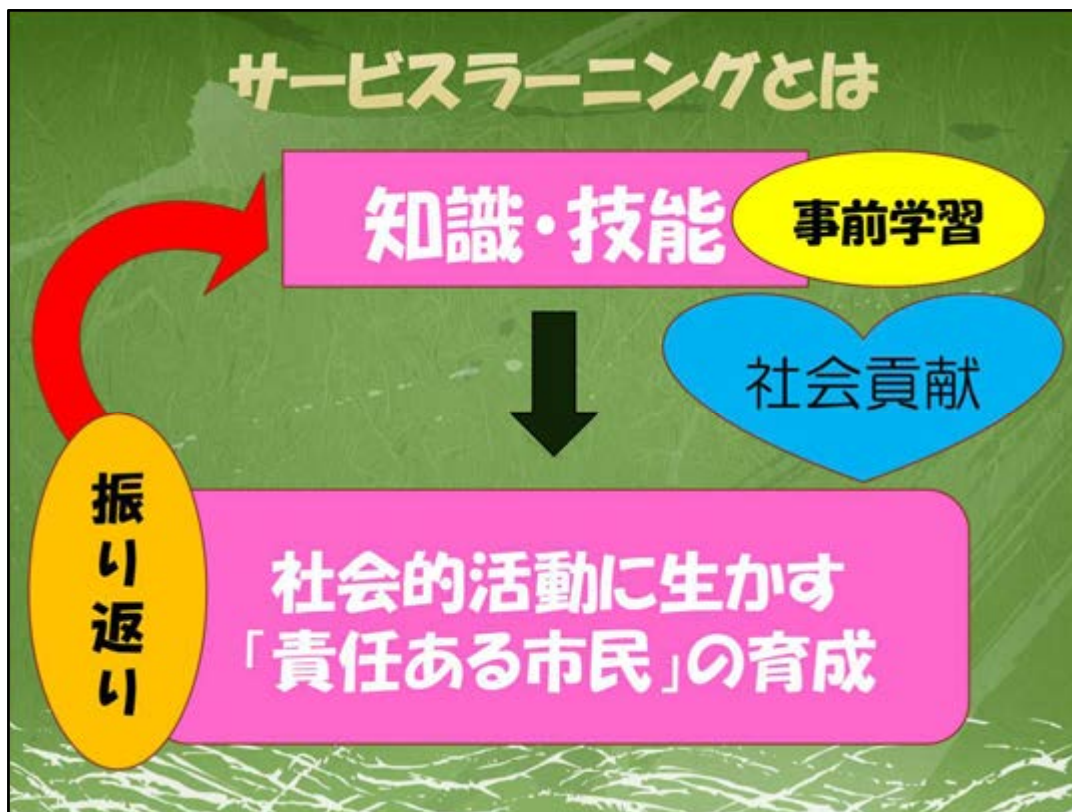 サービスラーニングとは
知識・技能
事前学習
社会貢献
振り返り
社会的活動に生かす
「責任ある市民」の育成